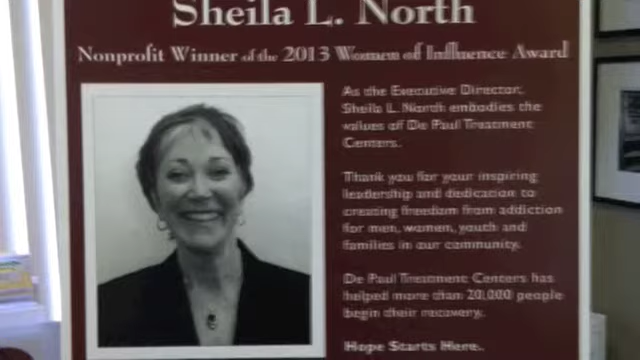 Sheila L. North
Nonprofit Winner of the 2013 Women of Influence Award
As the Executive Director,
Sheila L. North embodies the
values of De Paul Treatment
Centers.
Thank you for your inspiring
leadership and dedication to
creating freedom from addiction
for men, women, youth and
families in our community.
De Paul Treatment Centers has
helped more than 20,000 people
begin their recovery.
Hope Starts Here.